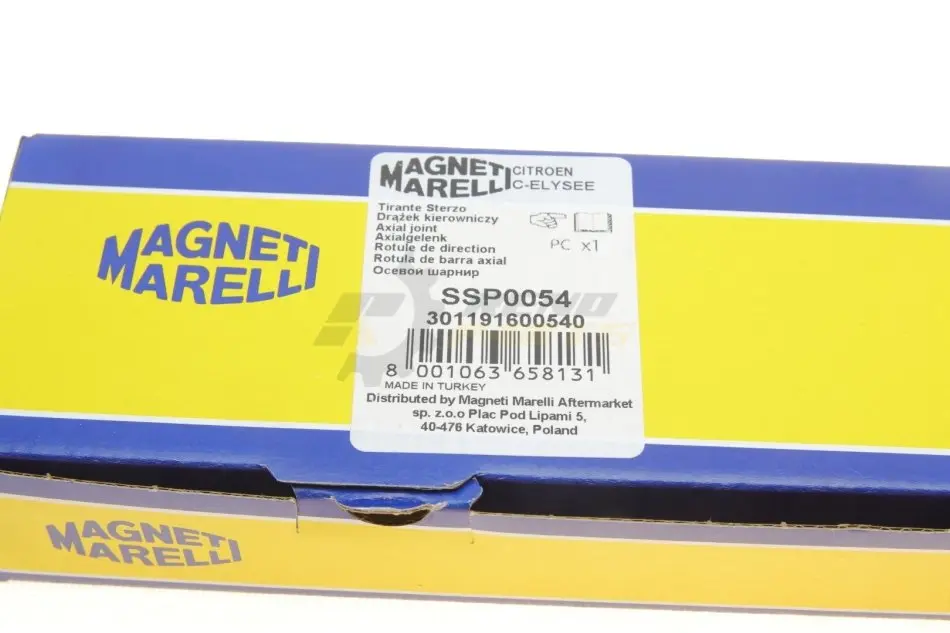 MAGNETI
MARELLI
CITROEN
C-ELYSEE
Tirante Sterzo
Drążek kierowniczy
Axial joint
Axialgelenk
Rotule de direction
Rotula de barra axial
Осевой шарнир
PC x1
SSP0054
301191600540
8 001063 658131
MADE IN TURKEY
Distributed by Magneti Marelli Aftermarket
sp. z.o.o Plac Pod Lipami 5,
40-476 Katowice, Poland
MAGNETI
MARELLI
MAGNETI
MARELLI